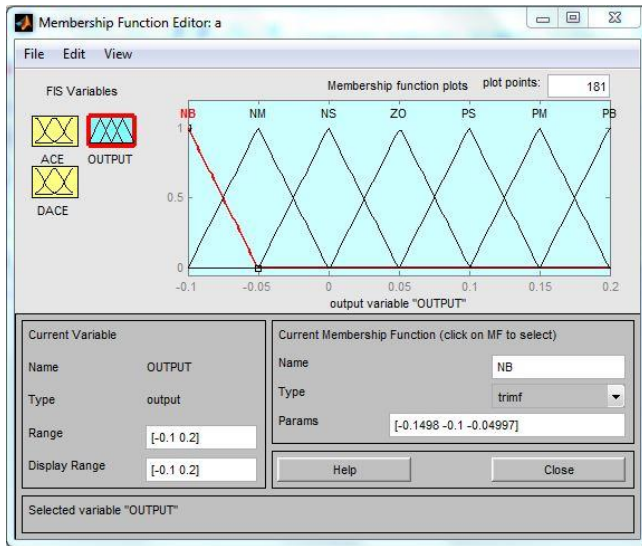 Membership Function Editor: a
File Edit View
FIS Variables
Membership function plots plot points: 181
NB NM NS ZO PS PM PB
ACE OUTPUT
DACE
1
0.5
0
-0.1 -0.05 0 0.05 0.1 0.15 0.2
output variable "OUTPUT"
Current Variable
Name OUTPUT
Type output
Range [-0.1 0.2]
Display Range [-0.1 0.2]
Current Membership Function (click on MF to select)
Name NB
Type trimf
Params [-0.1498 -0.1 -0.04997]
Help Close
Selected variable "OUTPUT"